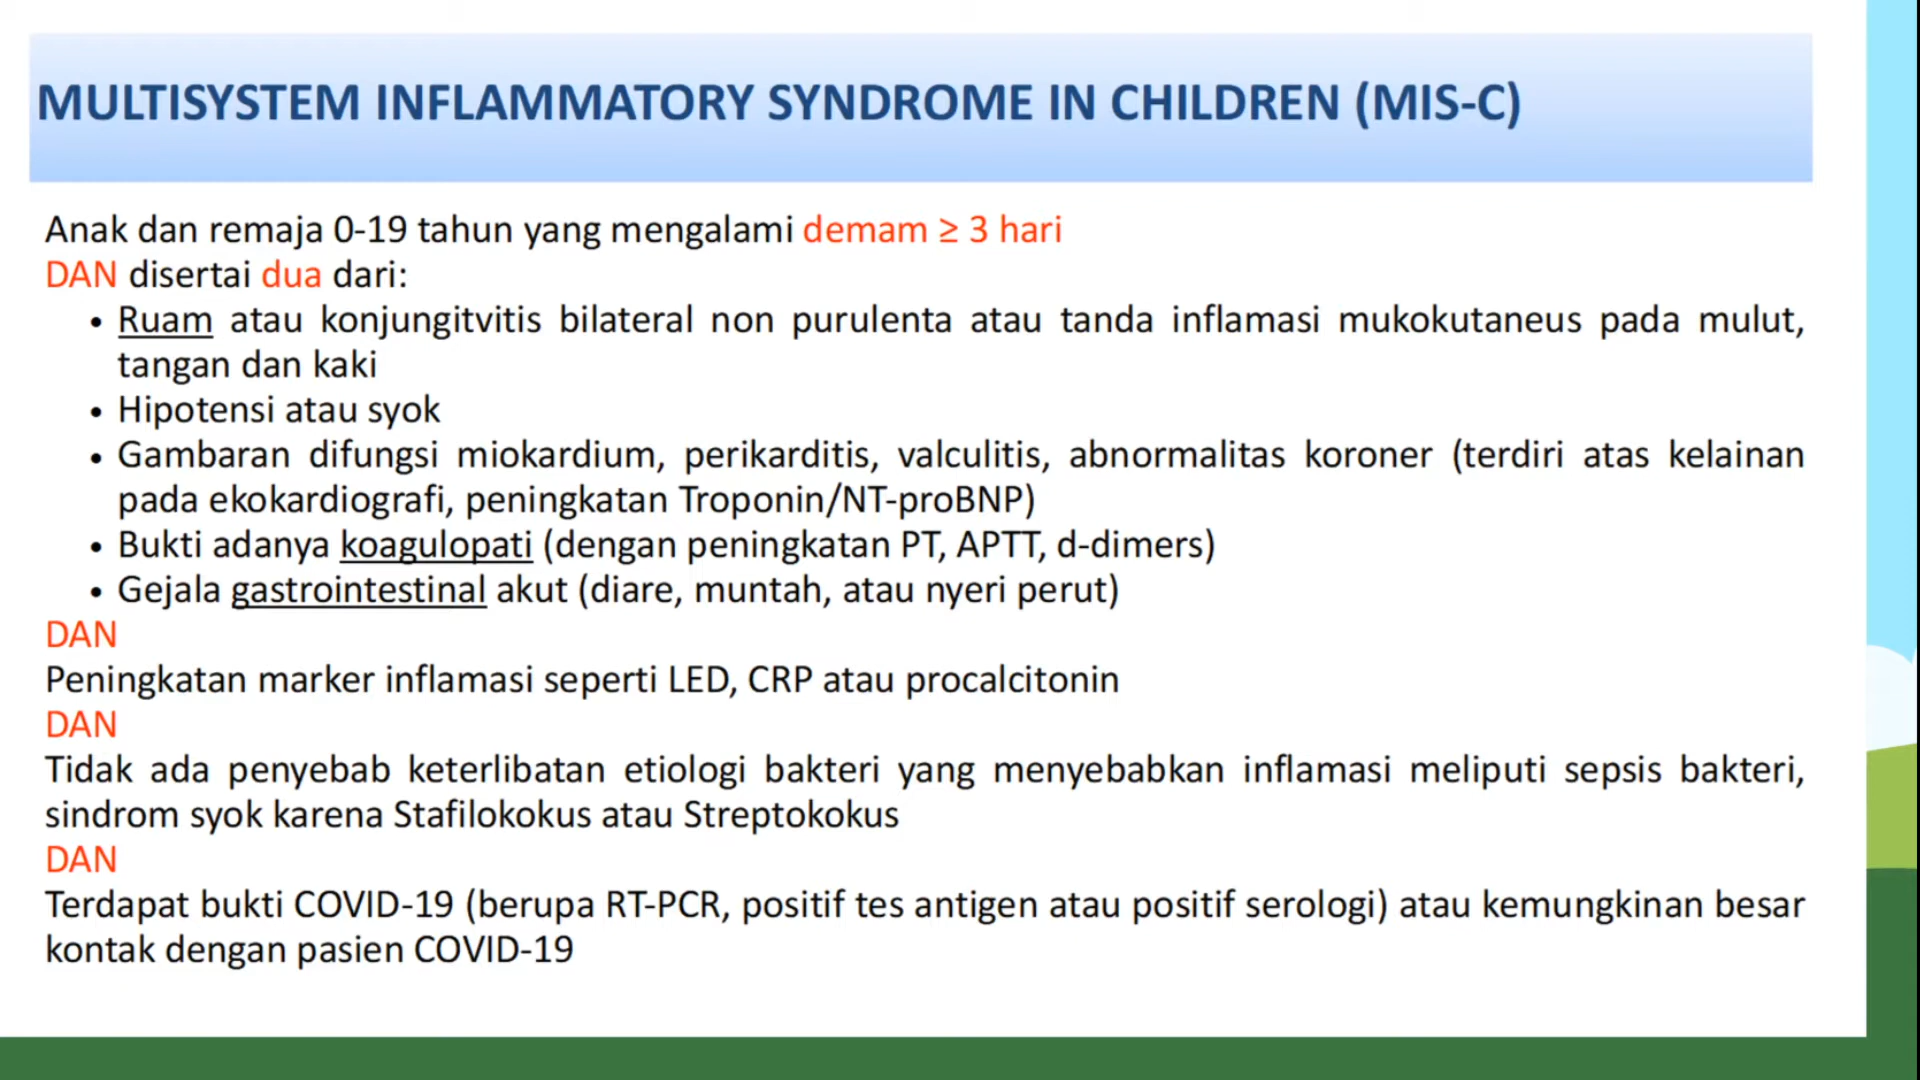 MULTISYSTEM INFLAMMATORY SYNDROME IN CHILDREN (MIS-C)
Anak dan remaja 0-19 tahun yang mengalami demam ≥ 3 hari
DAN disertai dua dari:
• Ruam atau konjungitvitis bilateral non purulenta atau tanda inflamasi mukokutaneus pada mulut,
tangan dan kaki
• Hipotensi atau syok
• Gambaran difungsi miokardium, perikarditis, valculitis, abnormalitas koroner (terdiri atas kelainan
pada ekokardiografi, peningkatan Troponin/NT-proBNP)
• Bukti adanya koagulopati (dengan peningkatan PT, APTT, d-dimers)
• Gejala gastrointestinal akut (diare, muntah, atau nyeri perut)
DAN
Peningkatan marker inflamasi seperti LED, CRP atau procalcitonin
DAN
Tidak ada penyebab keterlibatan etiologi bakteri yang menyebabkan inflamasi meliputi sepsis bakteri,
sindrom syok karena Stafilokokus atau Streptokokus
DAN
Terdapat bukti COVID-19 (berupa RT-PCR, positif tes antigen atau positif serologi) atau kemungkinan besar
kontak dengan pasien COVID-19